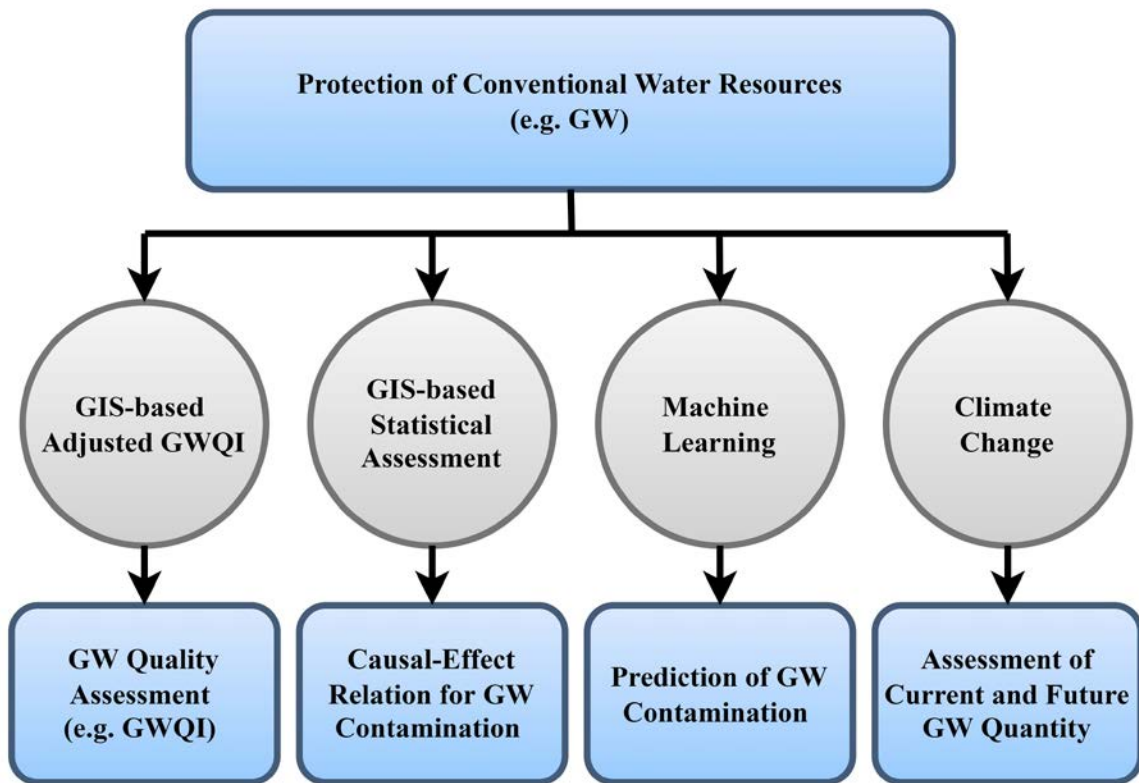 Protection of Conventional Water Resources
(e.g. GW)
GIS-based
Adjusted GWQI
GIS-based
Statistical
Assessment
Machine
Learning
Climate
Change
GW Quality
Assessment
(e.g. GWQI)
Causal-Effect
Relation for GW
Contamination
Prediction of GW
Contamination
Assessment of
Current and Future
GW Quantity